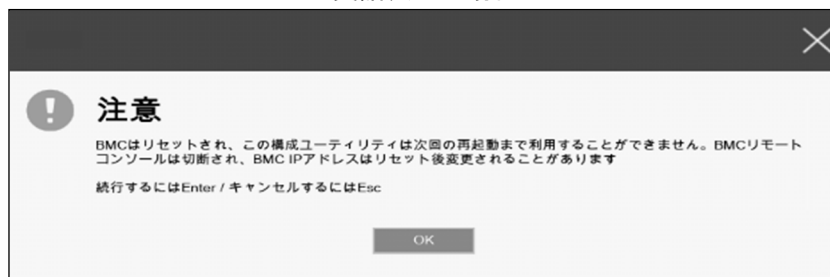 注意
BMCはリセットされ、この構成ユーティリティは次回の再起動まで利用することができません。BMCリモート
コンソールは切断され、BMC IPアドレスはリセット後変更されることがあります
続行するにはEnter / キャンセルするにはEsc
OK